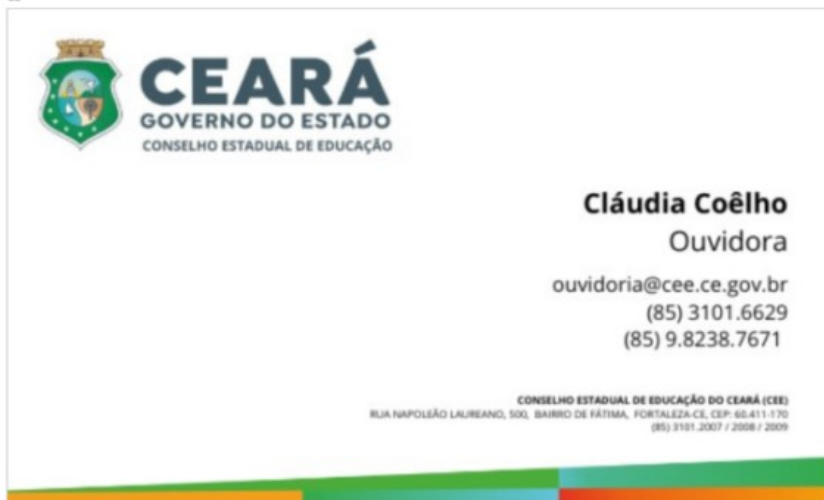 CEARÁ
GOVERNO DO ESTADO
CONSELHO ESTADUAL DE EDUCAÇÃO
Cláudia Coêlho
Ouvidora
ouvidoria@cee.ce.gov.br
(85) 3101.6629
(85) 9.8238.7671
CONSELHO ESTADUAL DE EDUCAÇÃO DO CEARÁ (CEE)
RUA NAPOLEÃO LAUREANO, 500, BAIRRO DE FÁTIMA, FORTALEZA-CE, CEP: 60.411-170
(85) 3101.2007 / 2008 / 2009